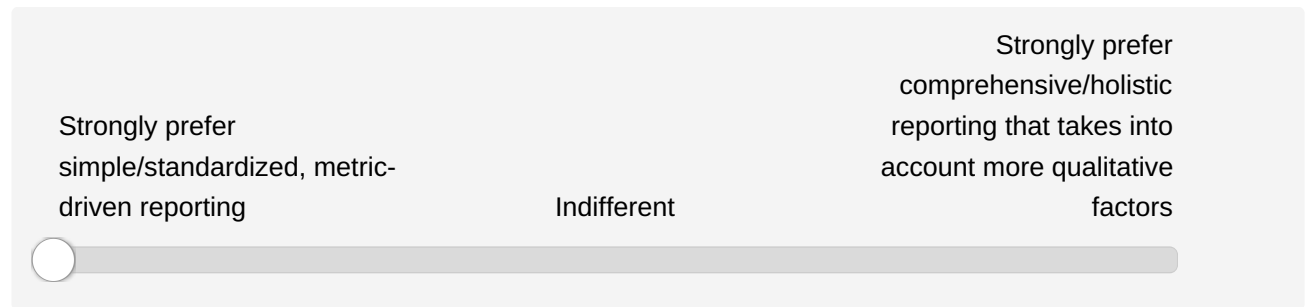 Strongly prefer
simple/standardized, metric-
driven reporting
Indifferent
Strongly prefer
comprehensive/holistic
reporting that takes into
account more qualitative
factors